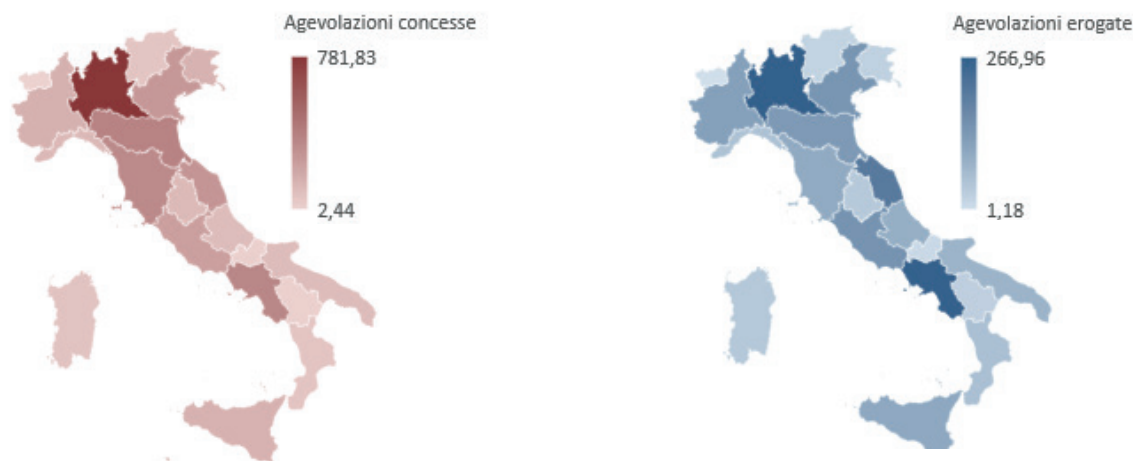 Agevolazioni concesse
781,83
2,44
Agevolazioni erogate
266,96
1,18